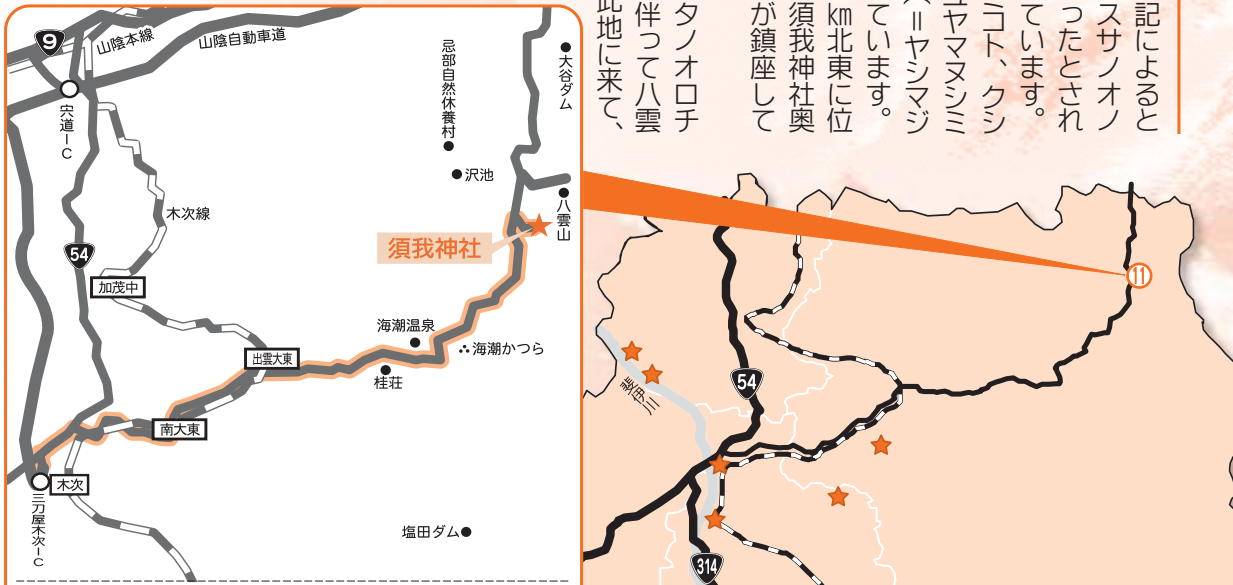 記によると
スサノオノ
ったとされ
ています。
コト、クシ
ヤマヌシミ
＝ヤシマジ
ています。
km北東に位
須我神社奥
が鎮座して
タノオロチ
伴って八雲
此地に来て、
9
山陰本線
山陰自動車道
宍道IC
忌部自然休養村
大谷ダム
沢池
八雲山
木次線
54
須我神社
加茂中
海潮温泉
海潮かつら
出雲大東
桂荘
南大東
木次
三刀屋木次IC
塩田ダム
11
斐伊川
54
314